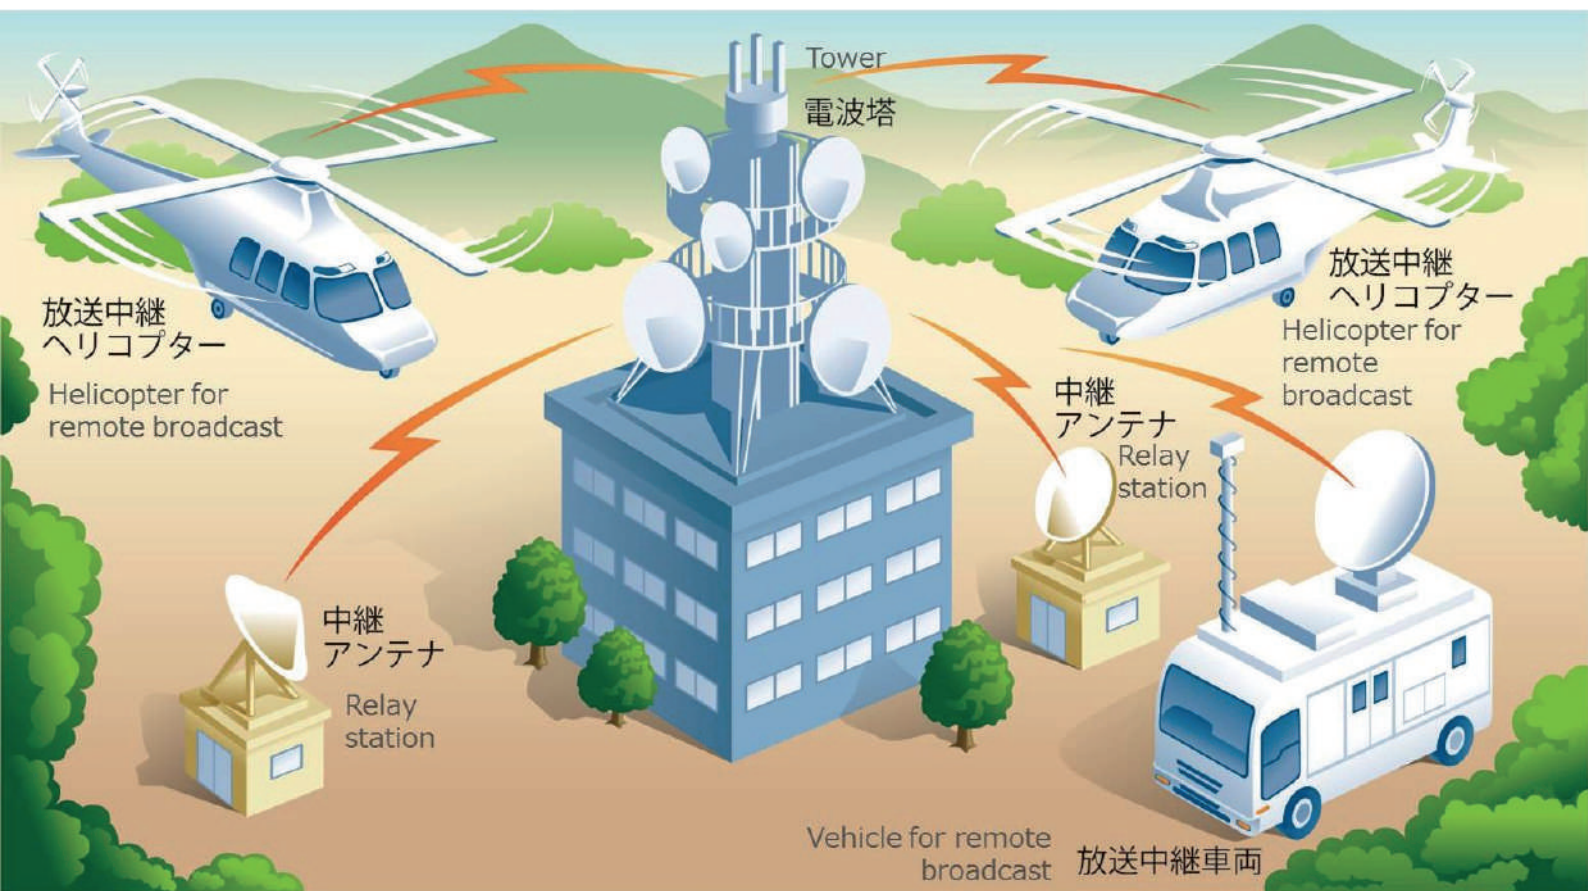 Tower
電波塔
放送中継
ヘリコプター
Helicopter for
remote broadcast
放送中継
ヘリコプター
Helicopter for
remote
broadcast
中継
アンテナ
Relay
station
中継
アンテナ
Relay
station
Vehicle for remote
broadcast
放送中継車両